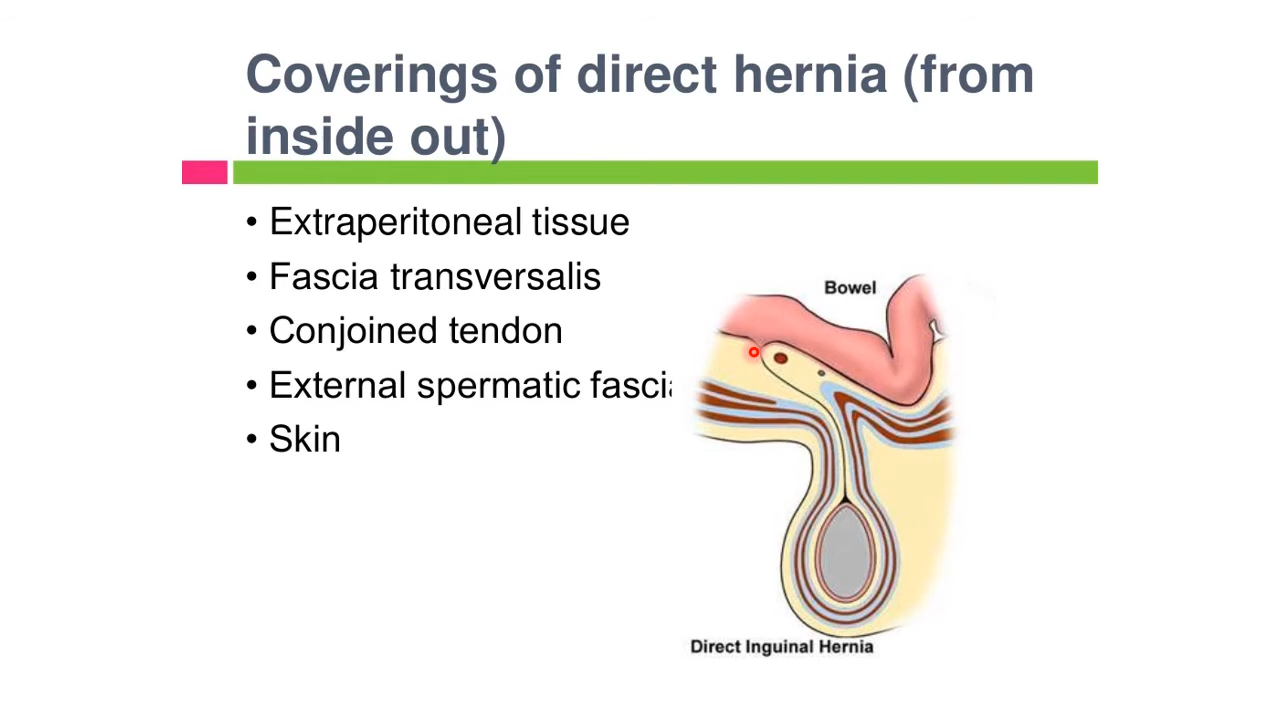 Coverings of direct hernia (from
inside out)
• Extraperitoneal tissue
• Fascia transversalis
• Conjoined tendon
• External spermatic fascia
• Skin
Bowel
Direct Inguinal Hernia